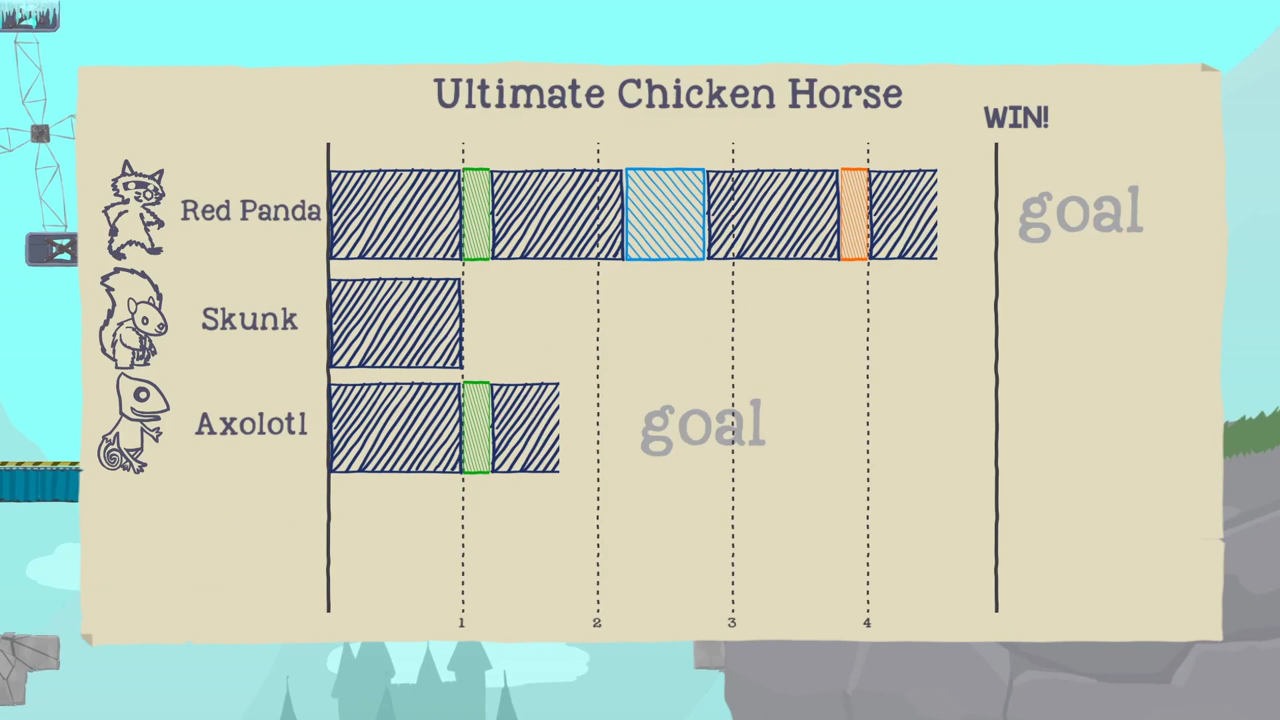 Ultimate Chicken Horse
WIN!
Red Panda
goal
Skunk
Axolotl
goal
1 2 3 4